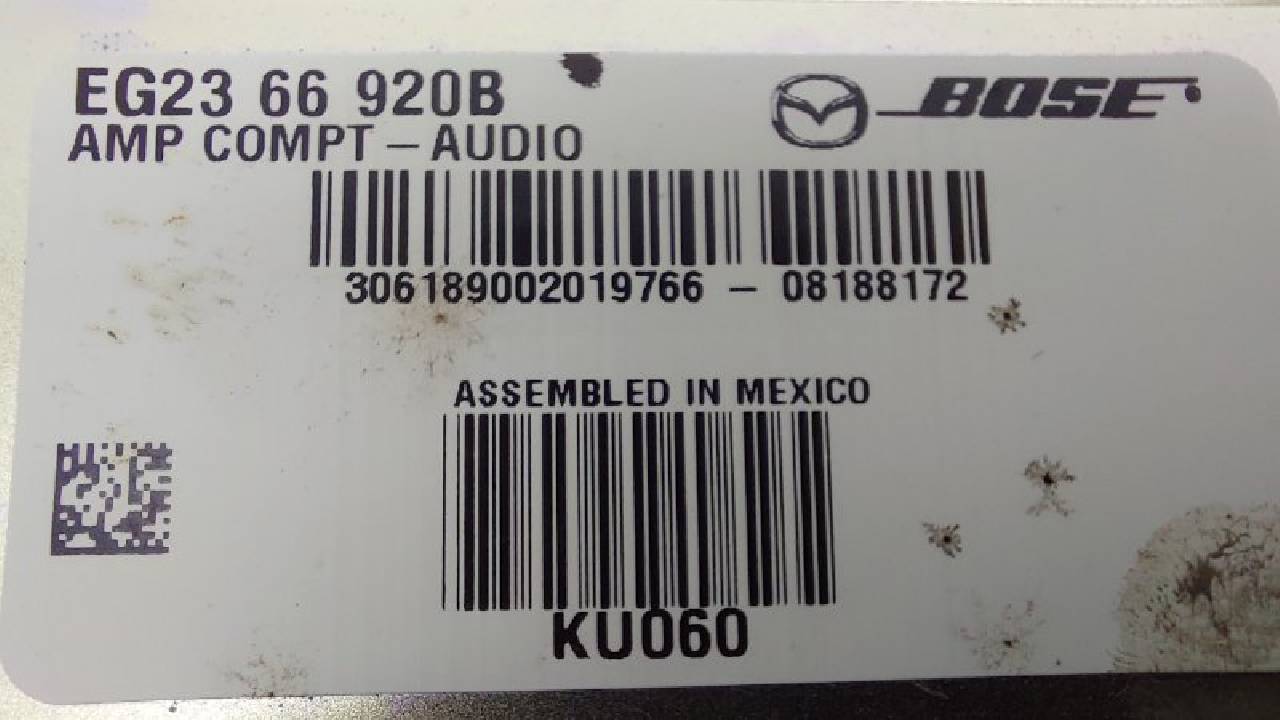 EG23 66 920B
BOSE
AMP COMPT – AUDIO
306189002019766 – 08188172
ASSEMBLED IN MEXICO
KU060